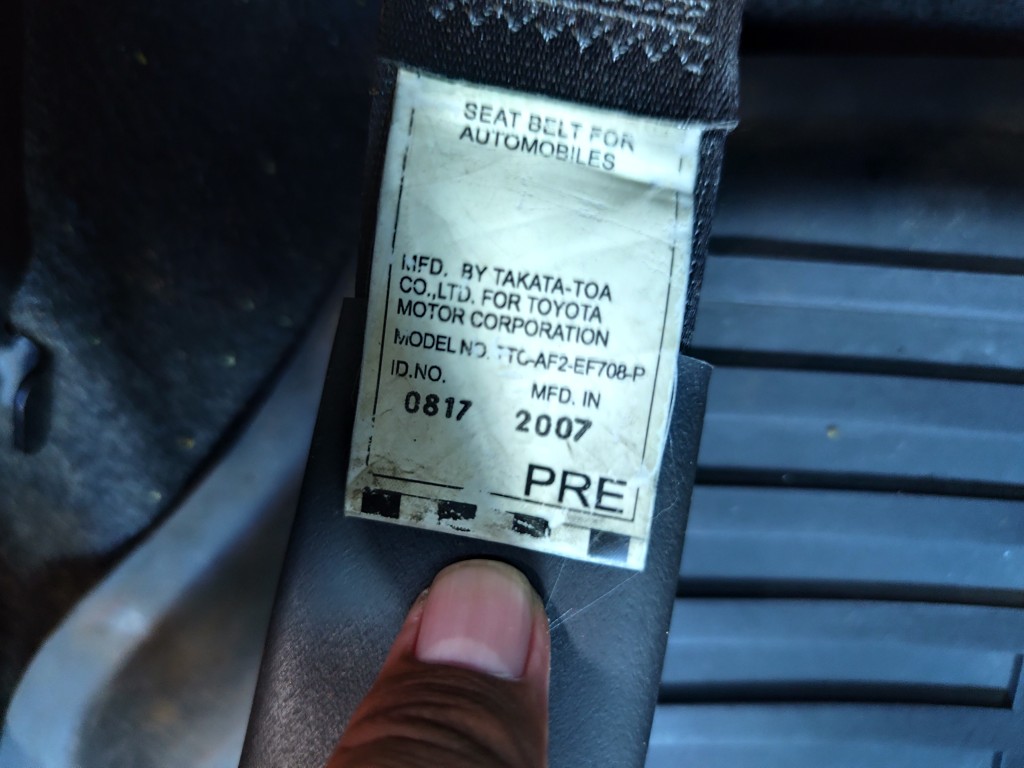 SEAT BELT FOR
AUTOMOBILES
MFD. BY TAKATA-TOA
CO.,LTD. FOR TOYOTA
MOTOR CORPORATION
MODEL NO. TTC-AF2-EF708-P
ID.NO. MFD. IN
0817 2007
PRE